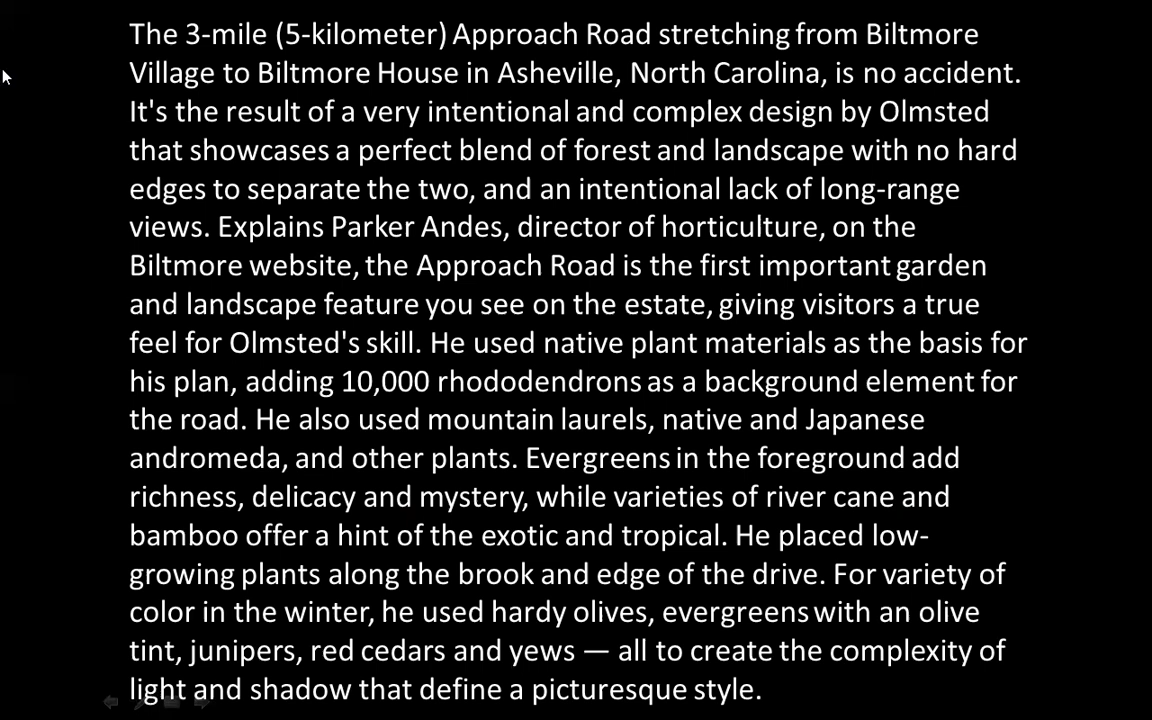 The 3-mile (5-kilometer) Approach Road stretching from Biltmore
Village to Biltmore House in Asheville, North Carolina, is no accident.
It's the result of a very intentional and complex design by Olmsted
that showcases a perfect blend of forest and landscape with no hard
edges to separate the two, and an intentional lack of long-range
views. Explains Parker Andes, director of horticulture, on the
Biltmore website, the Approach Road is the first important garden
and landscape feature you see on the estate, giving visitors a true
feel for Olmsted's skill. He used native plant materials as the basis for
his plan, adding 10,000 rhododendrons as a background element for
the road. He also used mountain laurels, native and Japanese
andromeda, and other plants. Evergreens in the foreground add
richness, delicacy and mystery, while varieties of river cane and
bamboo offer a hint of the exotic and tropical. He placed low-
growing plants along the brook and edge of the drive. For variety of
color in the winter, he used hardy olives, evergreens with an olive
tint, junipers, red cedars and yews — all to create the complexity of
light and shadow that define a picturesque style.